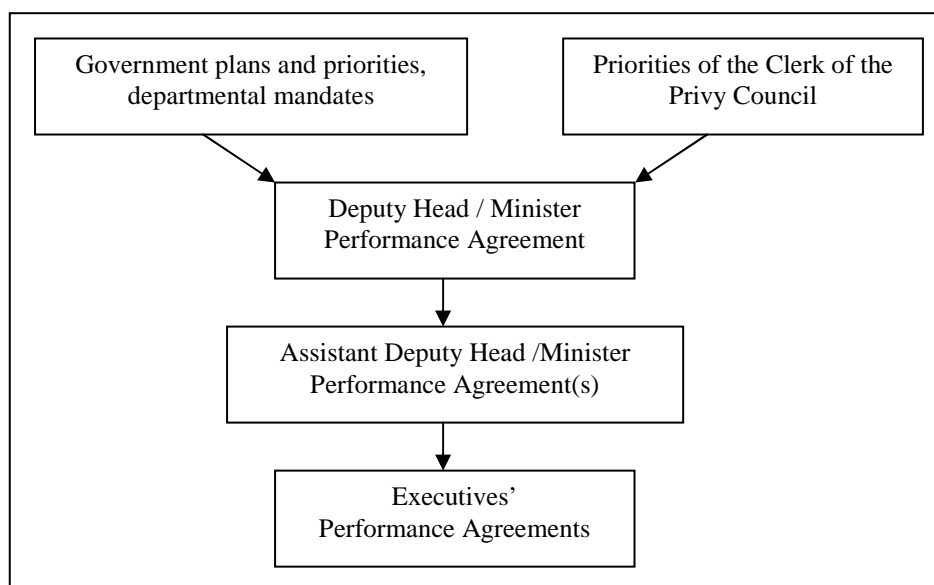 Government plans and priorities,
departmental mandates
Priorities of the Clerk of the
Privy Council
Deputy Head / Minister
Performance Agreement
Assistant Deputy Head /Minister
Performance Agreement(s)
Executives’
Performance Agreements